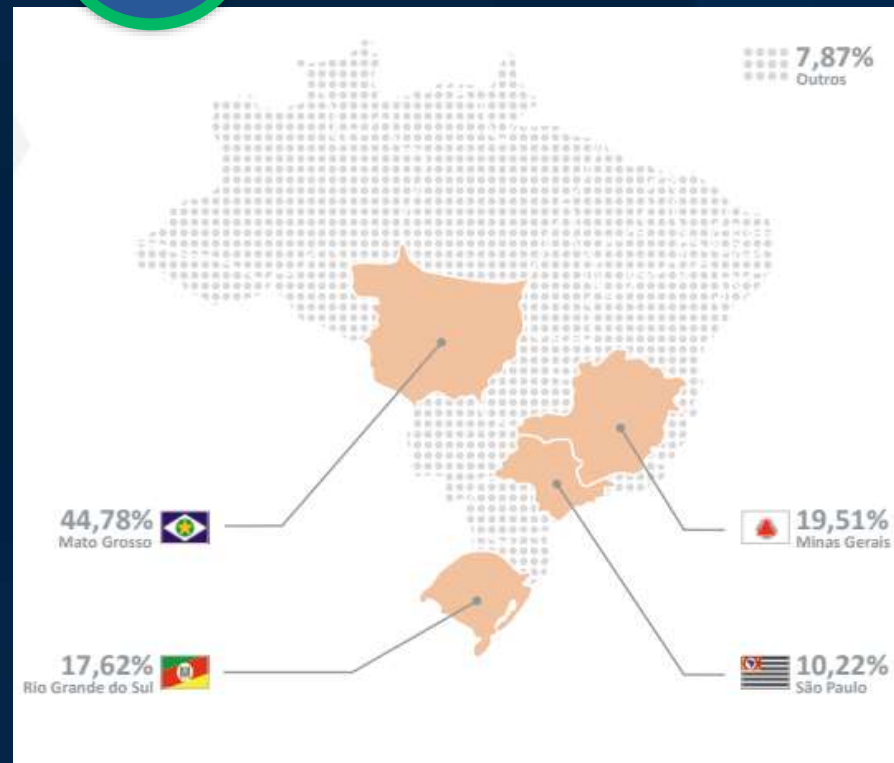 7,87%
Outros
44,78%
Mato Grosso
19,51%
Minas Gerais
17,62%
Rio Grande do Sul
10,22%
São Paulo